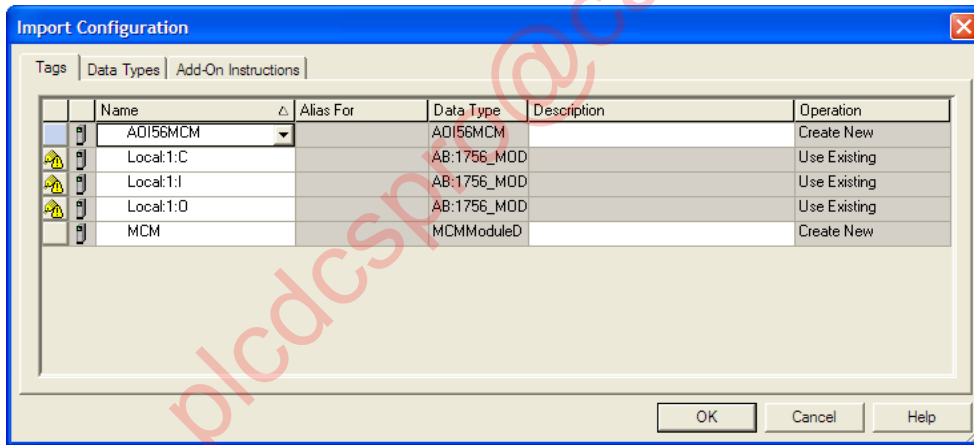 Import Configuration
Tags Data Types Add-On Instructions
Name Alias For Data Type Description Operation
AOI56MCM AOI56MCM Create New
Local:1:C AB:1756_MOD Use Existing
Local:1:I AB:1756_MOD Use Existing
Local:1:O AB:1756_MOD Use Existing
MCM MCMModuleD Create New
OK Cancel Help
plcdcspro@